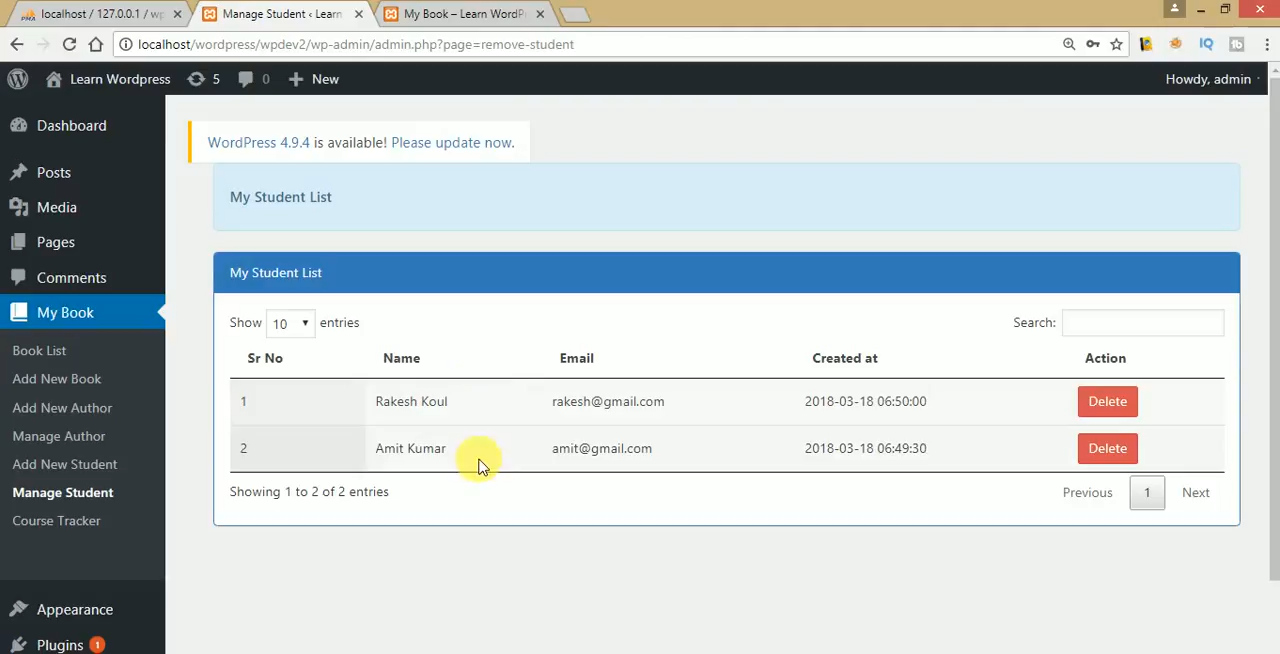 localhost / 127.0.0.1 / wp
Manage Student ‹ Learn
My Book – Learn WordPr
localhost/wordpress/wpdev2/wp-admin/admin.php?page=remove-student
Learn Wordpress
5
0
New
Howdy, admin
Dashboard
Posts
Media
Pages
Comments
My Book
Book List
Add New Book
Add New Author
Manage Author
Add New Student
Manage Student
Course Tracker
Appearance
Plugins 1
WordPress 4.9.4 is available! Please update now.
My Student List
My Student List
Show 10 entries
Search:
Sr No Name Email Created at Action
1 Rakesh Koul rakesh@gmail.com 2018-03-18 06:50:00 Delete
2 Amit Kumar amit@gmail.com 2018-03-18 06:49:30 Delete
Showing 1 to 2 of 2 entries
Previous 1 Next